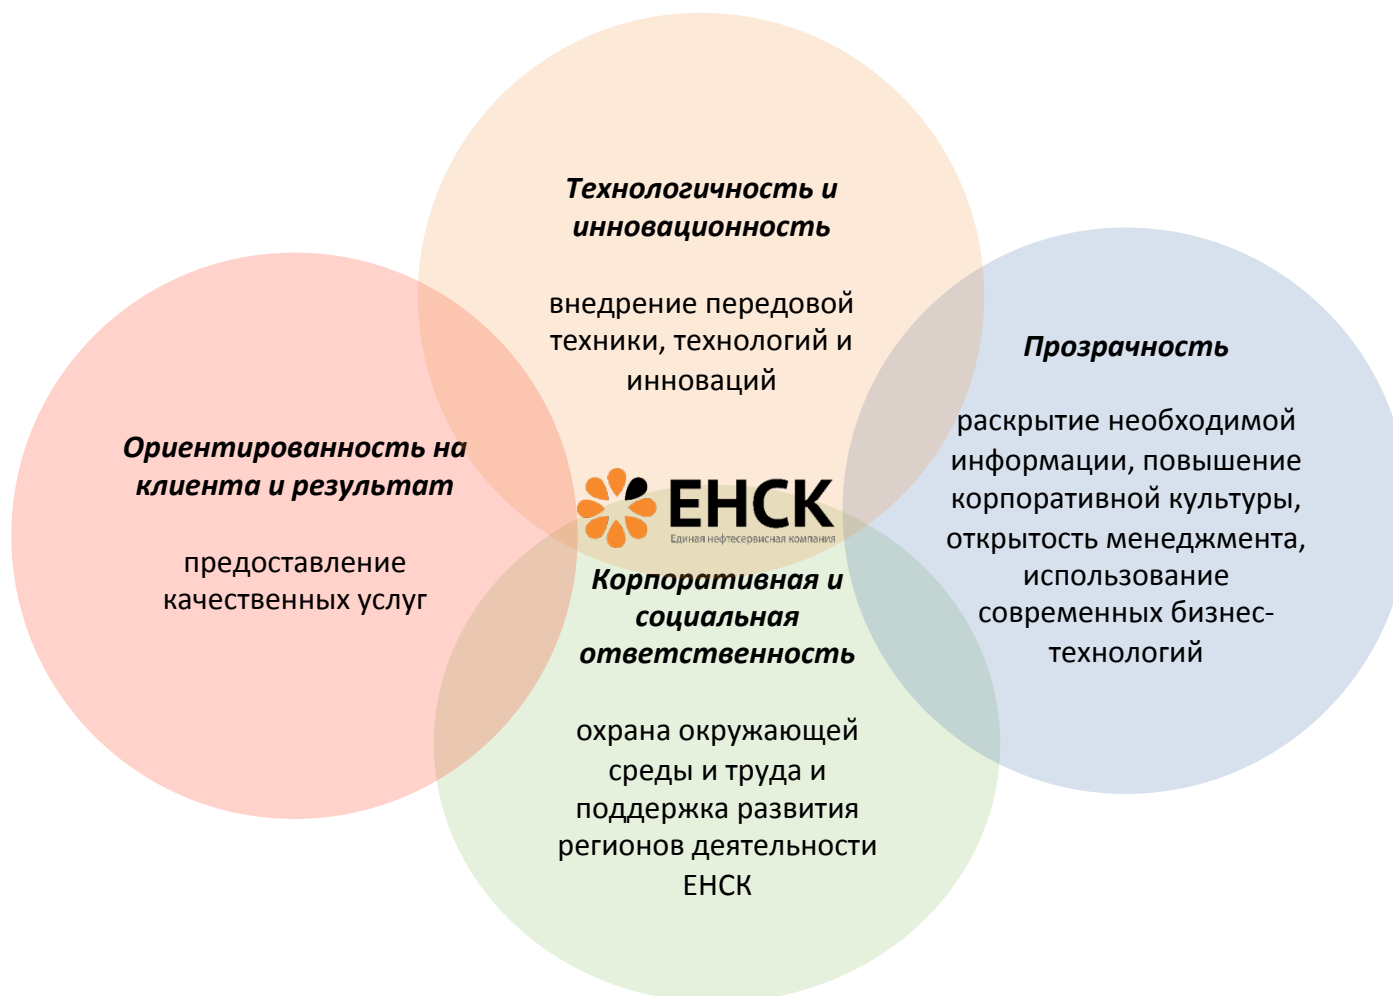 Технологичность и
инновационность
внедрение передовой
техники, технологий и
инноваций
Прозрачность
раскрытие необходимой
информации, повышение
корпоративной культуры,
открытость менеджмента,
использование
современных бизнес-
технологий
Ориентированность на
клиента и результат
предоставление
качественных услуг
ЕНСК
Единая нефтесервисная компания
Корпоративная и
социальная
ответственность
охрана окружающей
среды и труда и
поддержка развития
регионов деятельности
ЕНСК